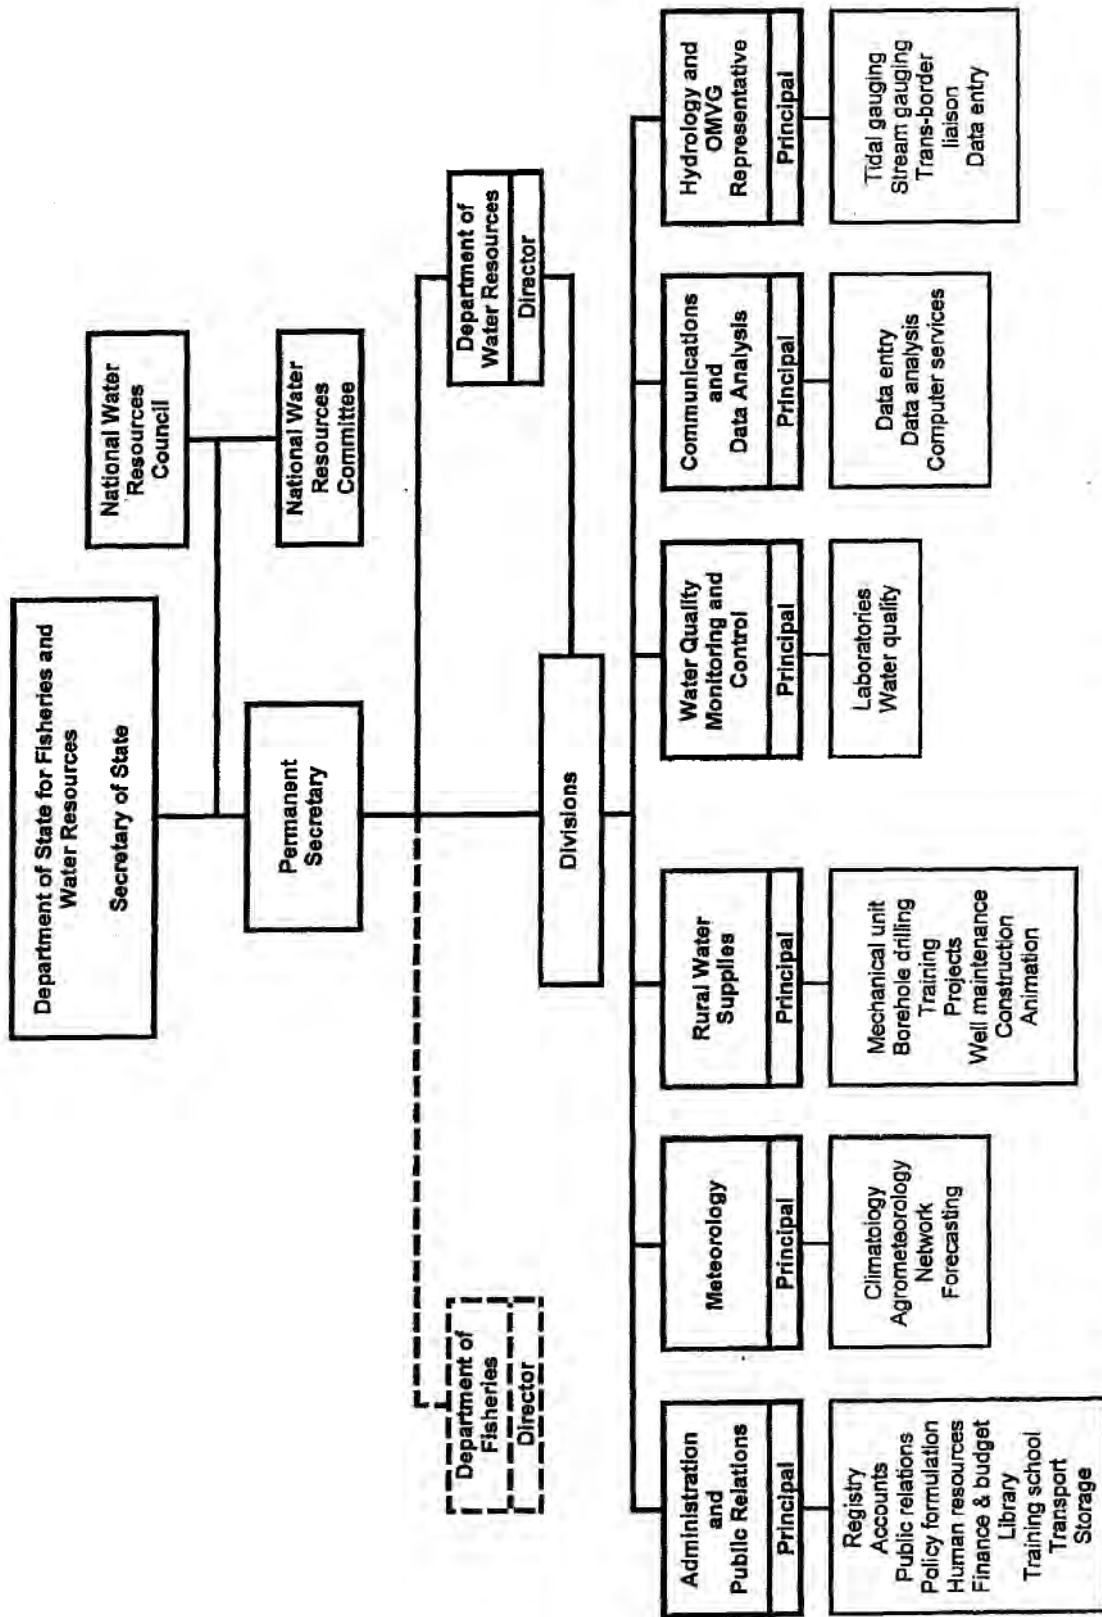 Department of State for Fisheries and
Water Resources
Secretary of State
National Water
Resources
Council
Permanent
Secretary
National Water
Resources
Committee
Department of
Fisheries
Director
Department of
Water Resources
Director
Divisions
Administration
and
Public Relations
Principal
Registry
Accounts
Public relations
Policy formulation
Human resources
Finance & budget
Library
Training school
Transport
Storage
Meteorology
Principal
Climatology
Agrometeorology
Network
Forecasting
Rural Water
Supplies
Principal
Mechanical unit
Borehole drilling
Training
Projects
Well maintenance
Construction
Animation
Water Quality
Monitoring and
Control
Principal
Laboratories
Water quality
Communications
and
Data Analysis
Principal
Data entry
Data analysis
Computer services
Hydrology and
OMVG
Representative
Principal
Tidal gauging
Stream gauging
Trans-border
liaison
Data entry